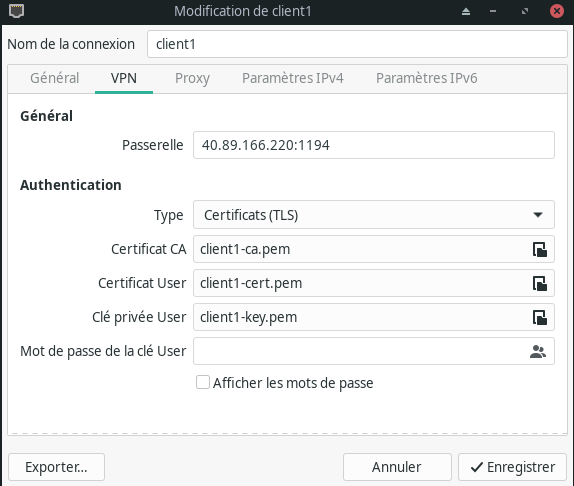 Modification de client1
Nom de la connexion client1
Général VPN Proxy Paramètres IPv4 Paramètres IPv6
Général
Passerelle 40.89.166.220:1194
Authentication
Type Certificats (TLS)
Certificat CA client1-ca.pem
Certificat User client1-cert.pem
Clé privée User client1-key.pem
Mot de passe de la clé User
Afficher les mots de passe
Exporter... Annuler Enregistrer